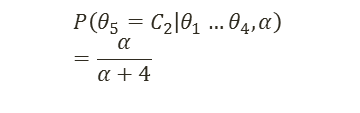 P(θ₅ = C₂|θ₁ … θ₄,α)
= α / (α + 4)